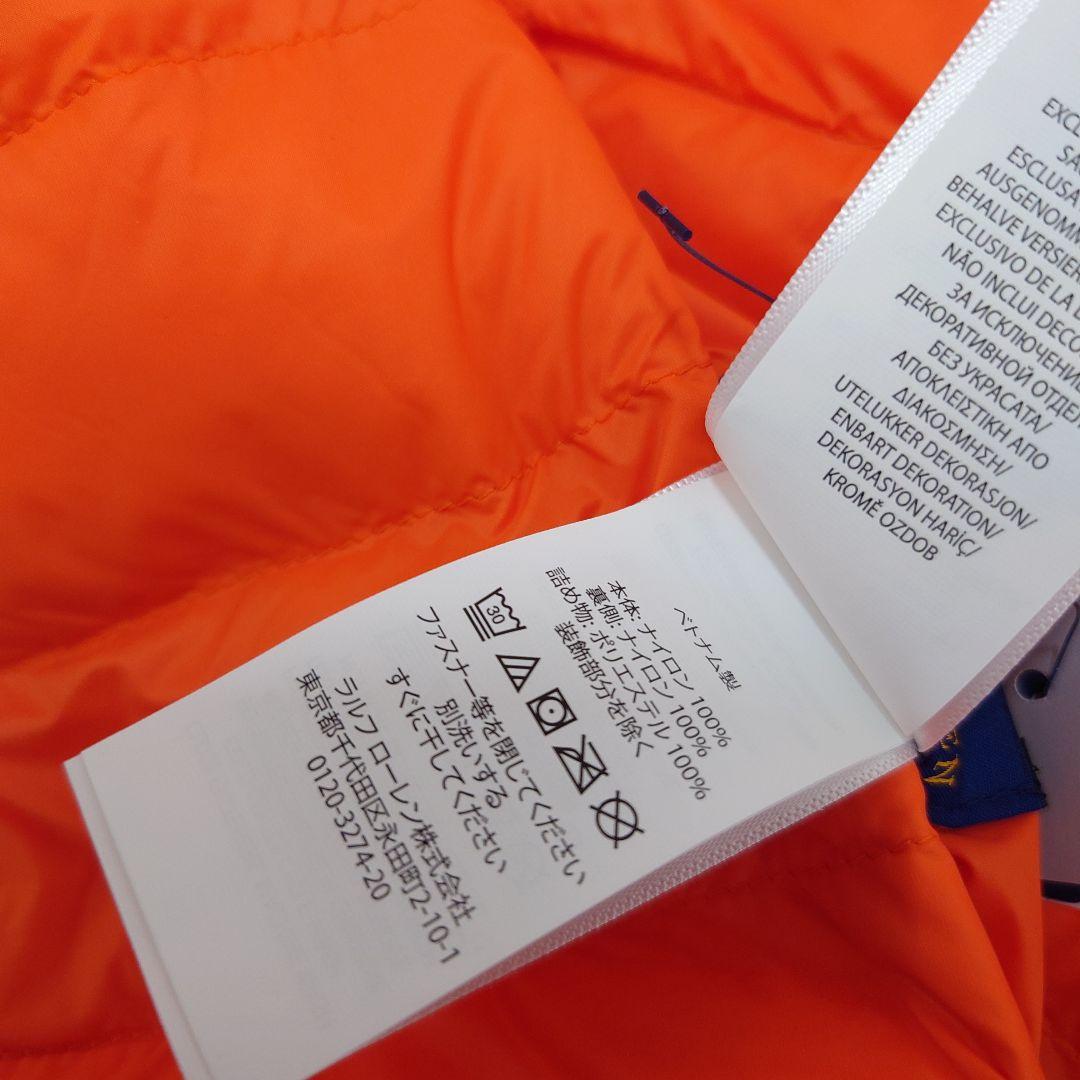 EXCL
ESCLUSA
AUSGENOMM
BEHALVE VERSIER
EXCLUSIVO DE LA
NÃO INCLUI DECO
ЗА ИСКЛЮЧЕНИЕ
ДЕКОРАТИВНОЙ ОТДЕЛ
БЕЗ УКРАСАТА/
ΑΠΟΚΛΕΙΣΤΙΚΗ ΑΠΟ
ΔΙΑΚΟΣΜΗΣΗ/
UTELUKKER DEKORASJON/
ENBART DEKORATION/
DEKORASYON HARİÇ/
KROMĚ OZDOB
ベトナム製
本体: ナイロン 100%
裏側: ナイロン 100%
詰め物: ポリエステル 100%
装飾部分を除く
30
ファスナー等を閉じてください
別洗いする
すぐに干してください
ラルフ ローレン株式会社
東京都千代田区永田町2-10-1
0120-3274-20